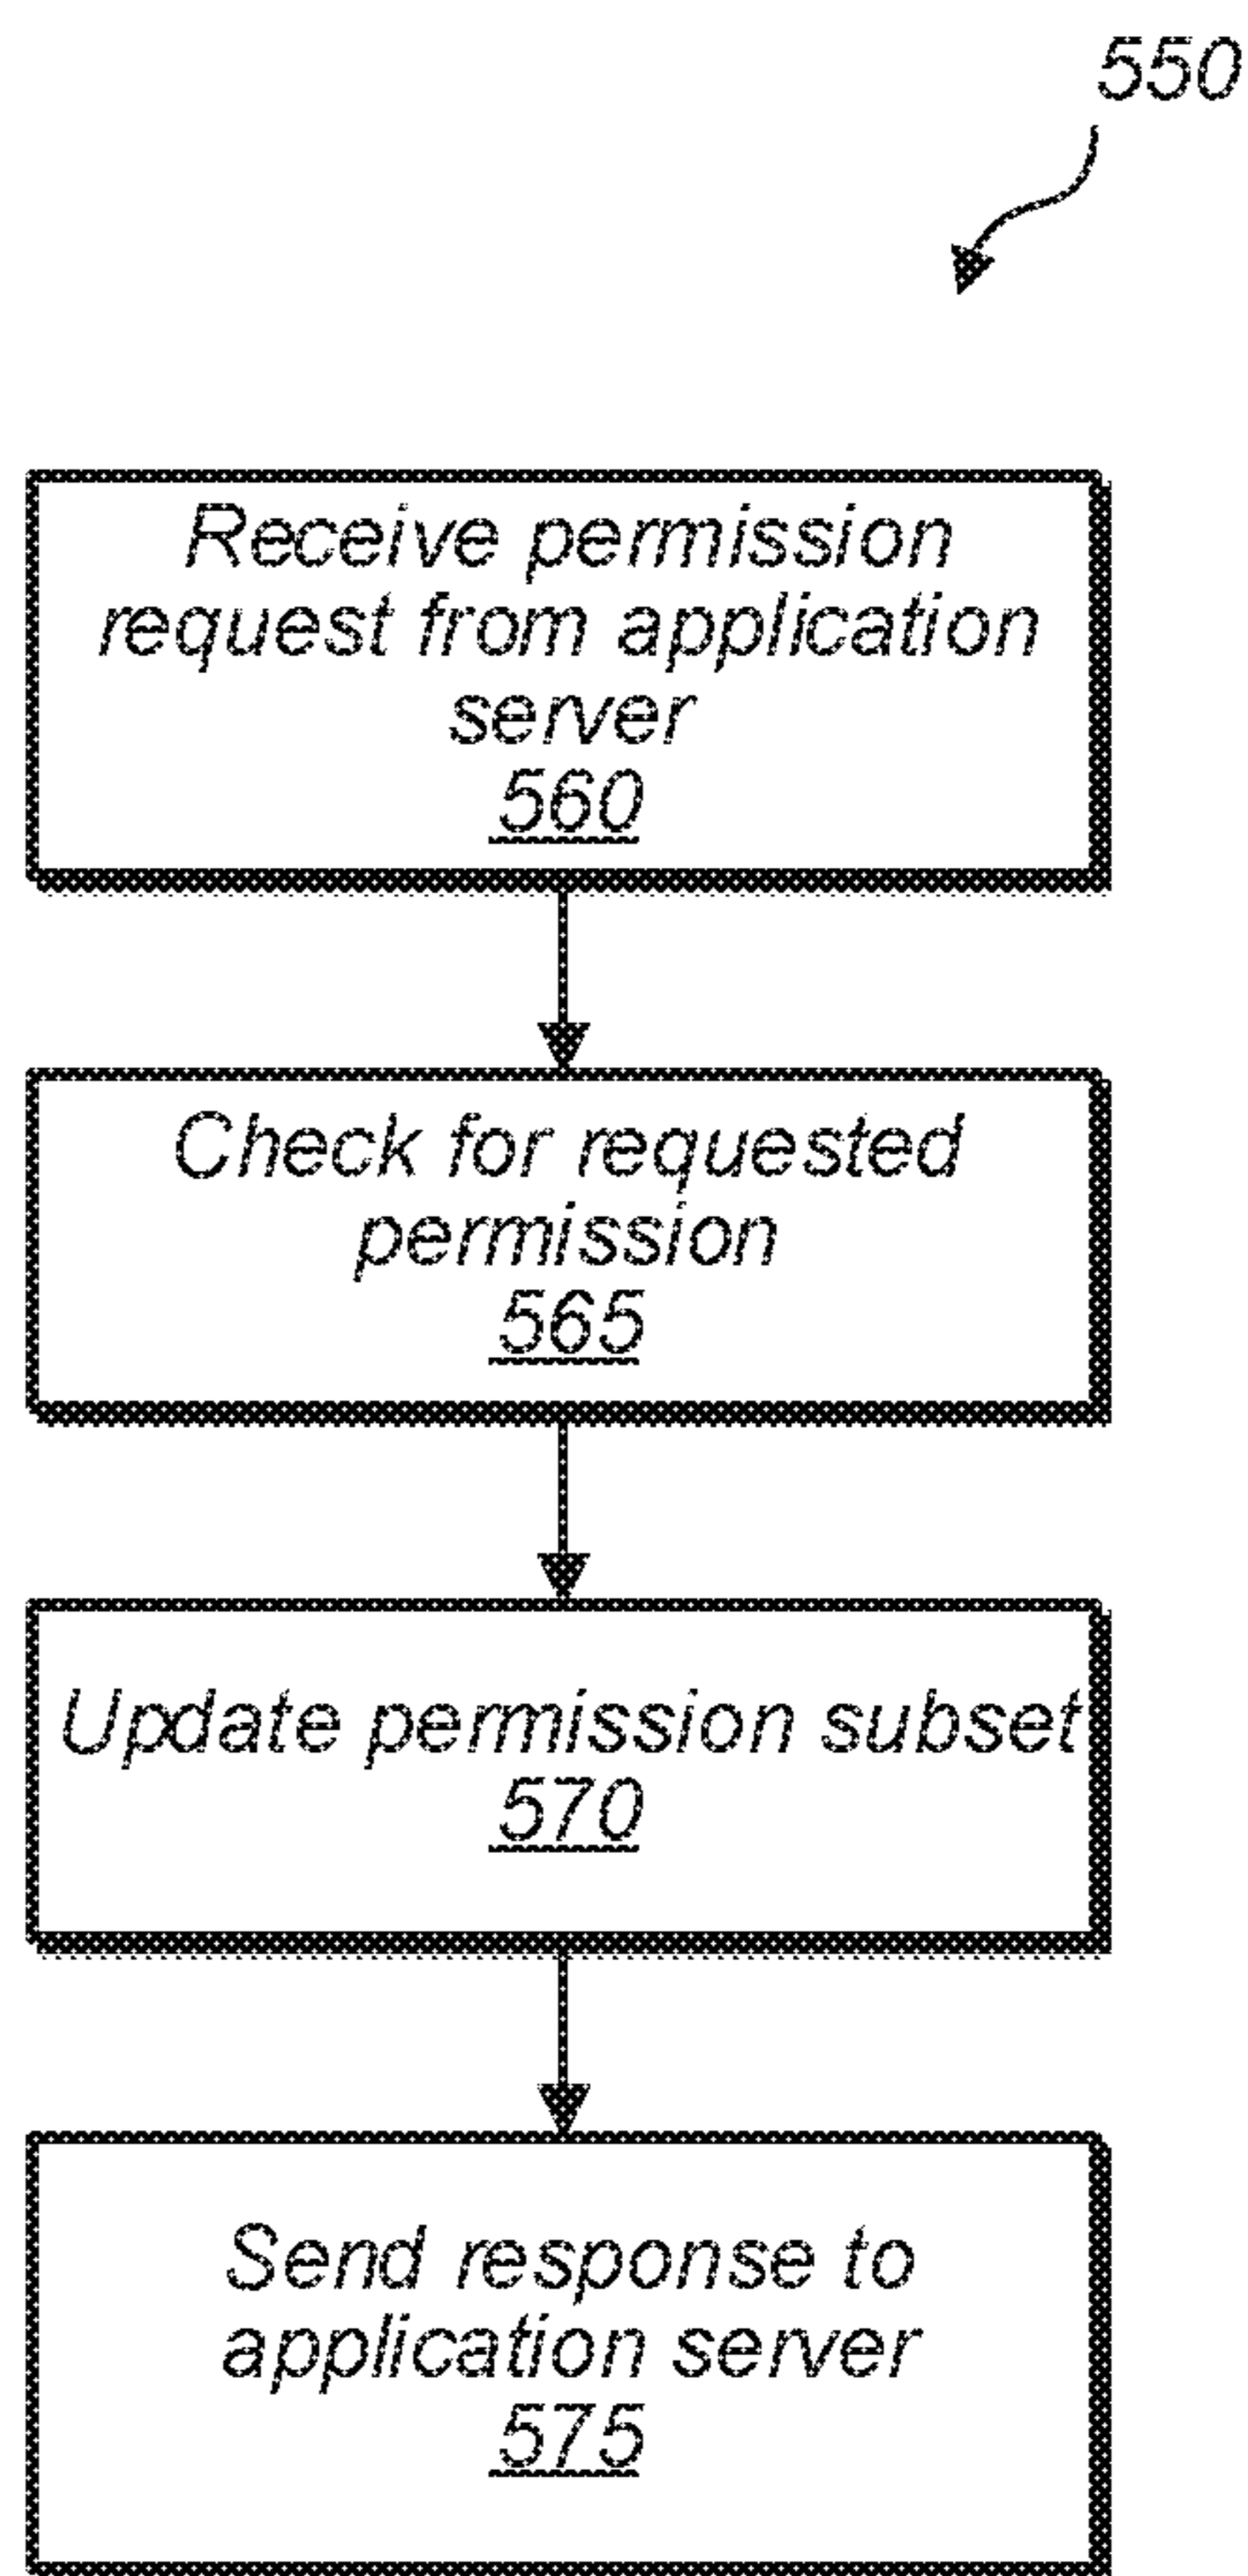 550
Receive permission
request from application
server
560
Check for requested
permission
565
Update permission subset
570
Send response to
application server
575